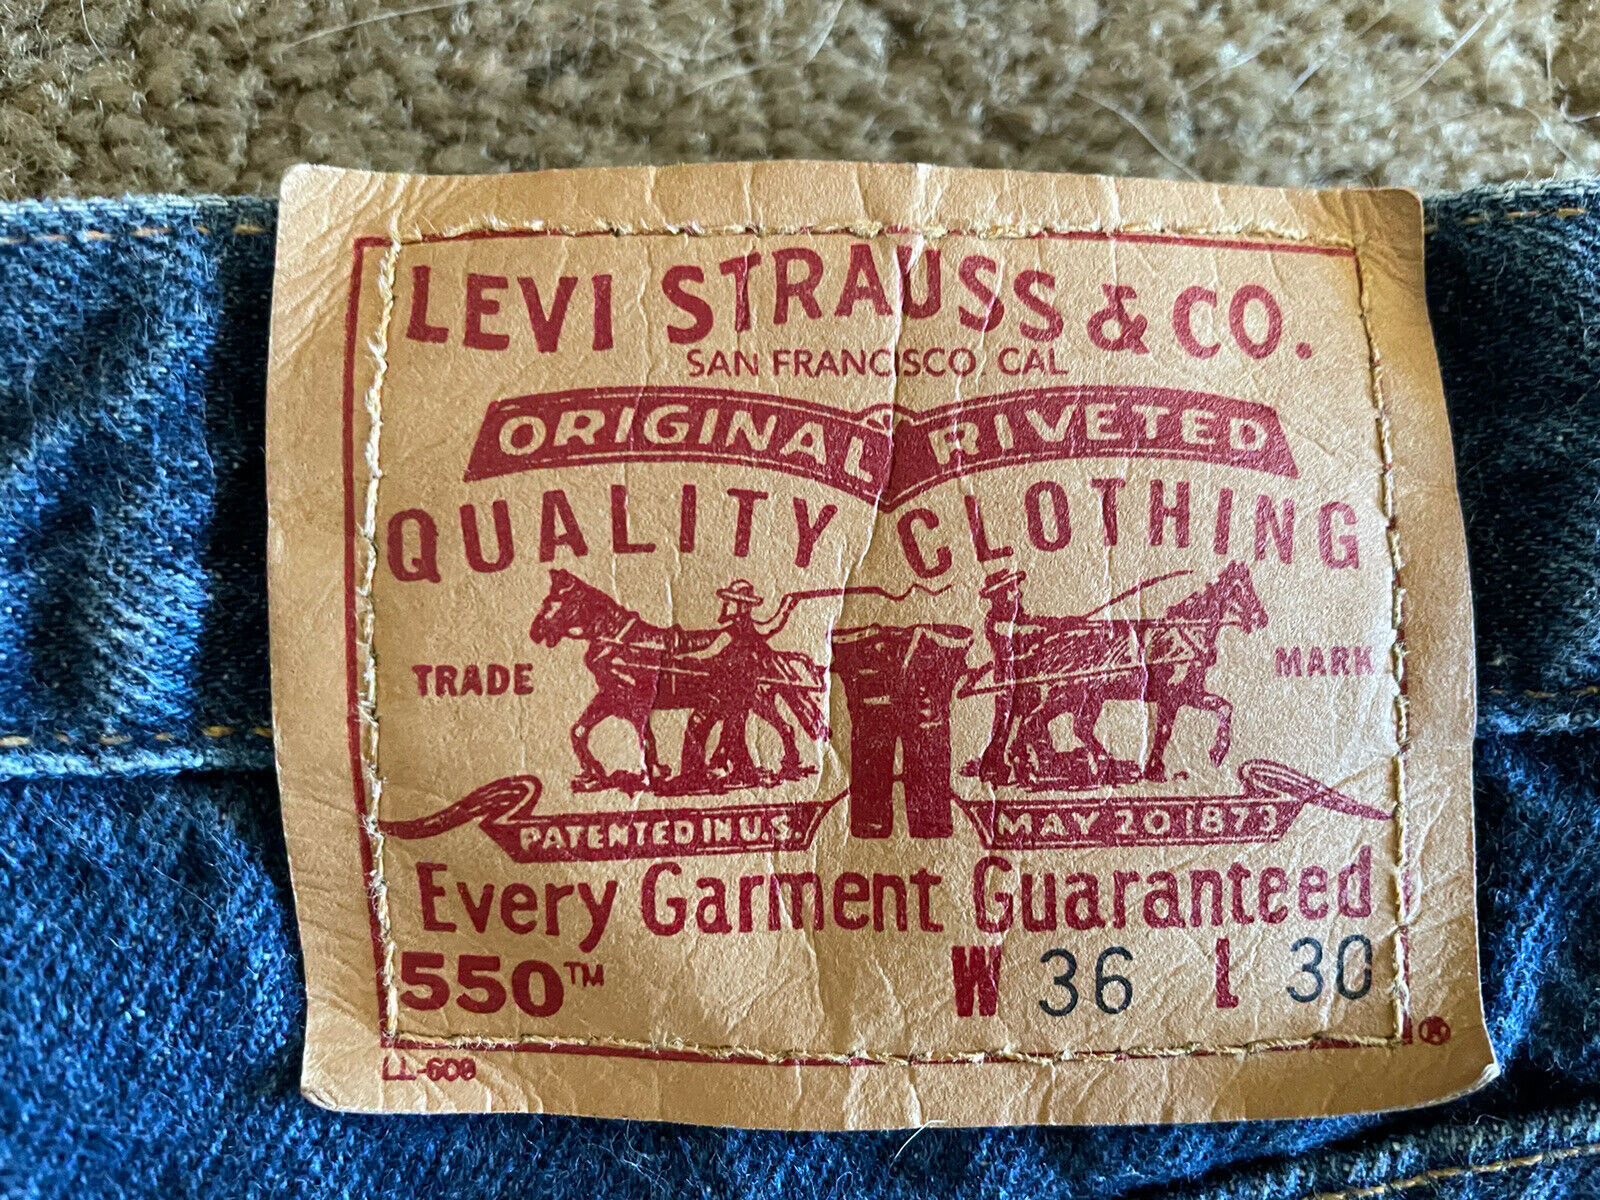 LEVI STRAUSS & CO.
SAN FRANCISCO, CAL
ORIGINAL RIVETED
QUALITY CLOTHING
TRADE MARK
PATENTED IN U.S. MAY 20 1873
Every Garment Guaranteed
550™ W 36 L 30
®